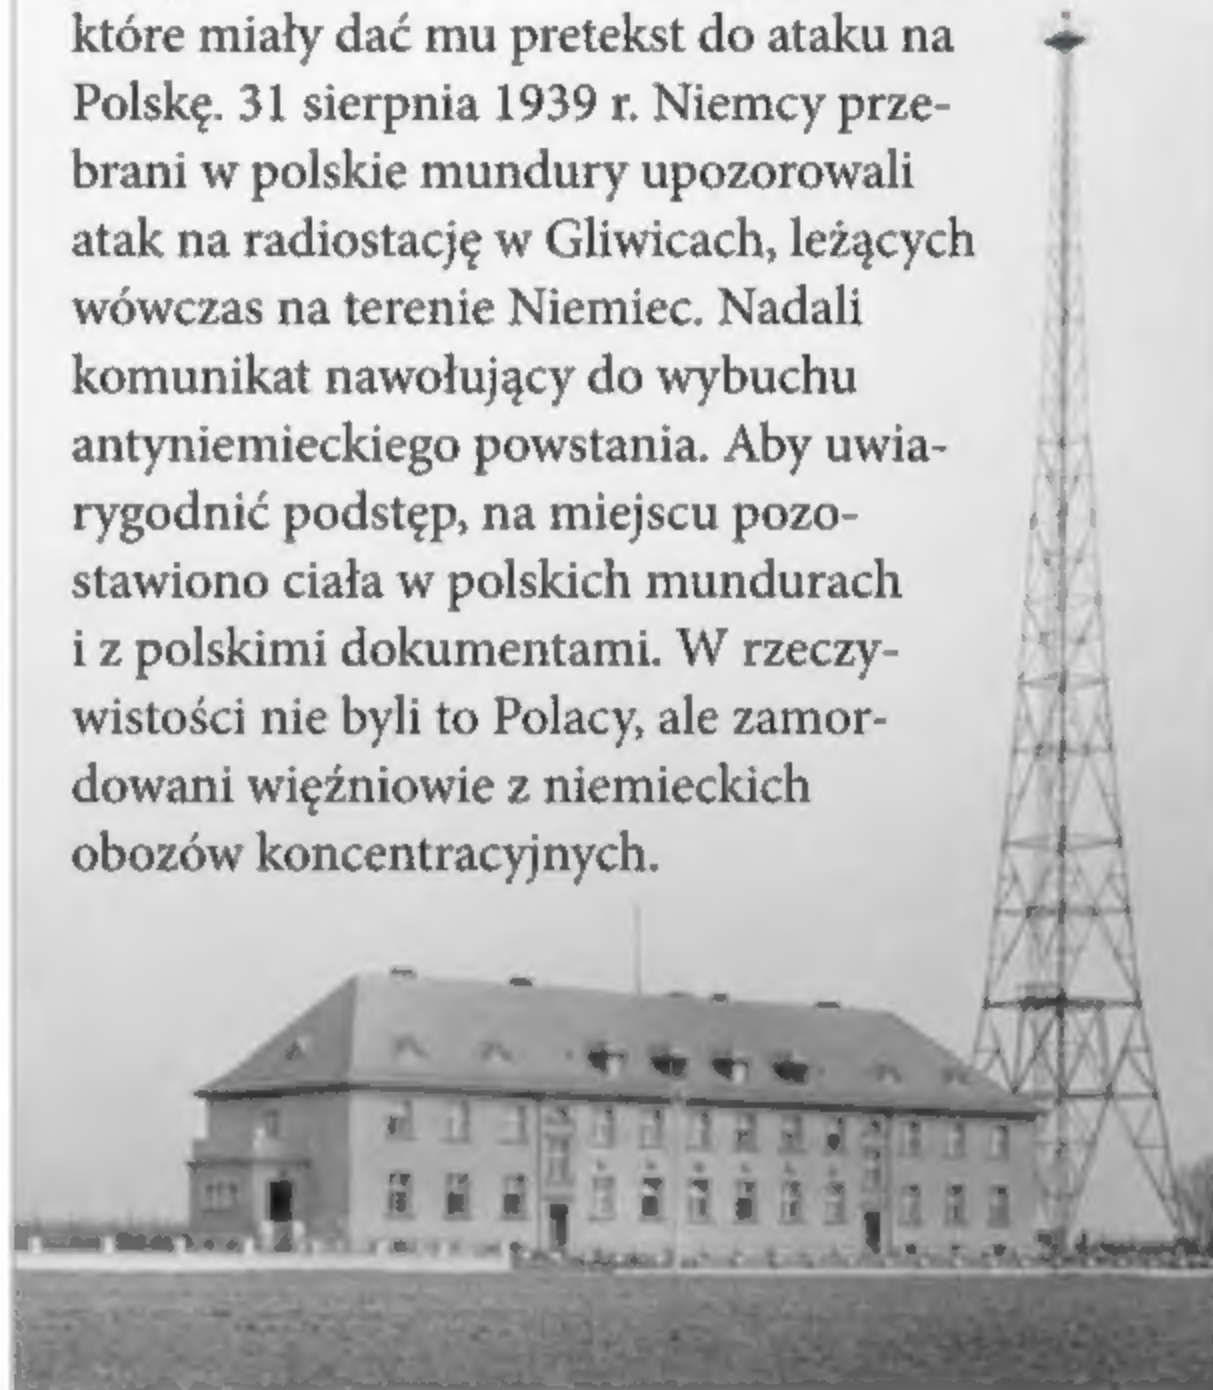 które miały dać mu pretekst do ataku na
Polskę. 31 sierpnia 1939 r. Niemcy prze-
brani w polskie mundury upozorowali
atak na radiostację w Gliwicach, leżących
wówczas na terenie Niemiec. Nadali
komunikat nawołujący do wybuchu
antyniemieckiego powstania. Aby uwia-
rygodnić podstęp, na miejscu pozo-
stawiono ciała w polskich mundurach
i z polskimi dokumentami. W rzeczy-
wistości nie byli to Polacy, ale zamor-
dowani więźniowie z niemieckich
obozów koncentracyjnych.